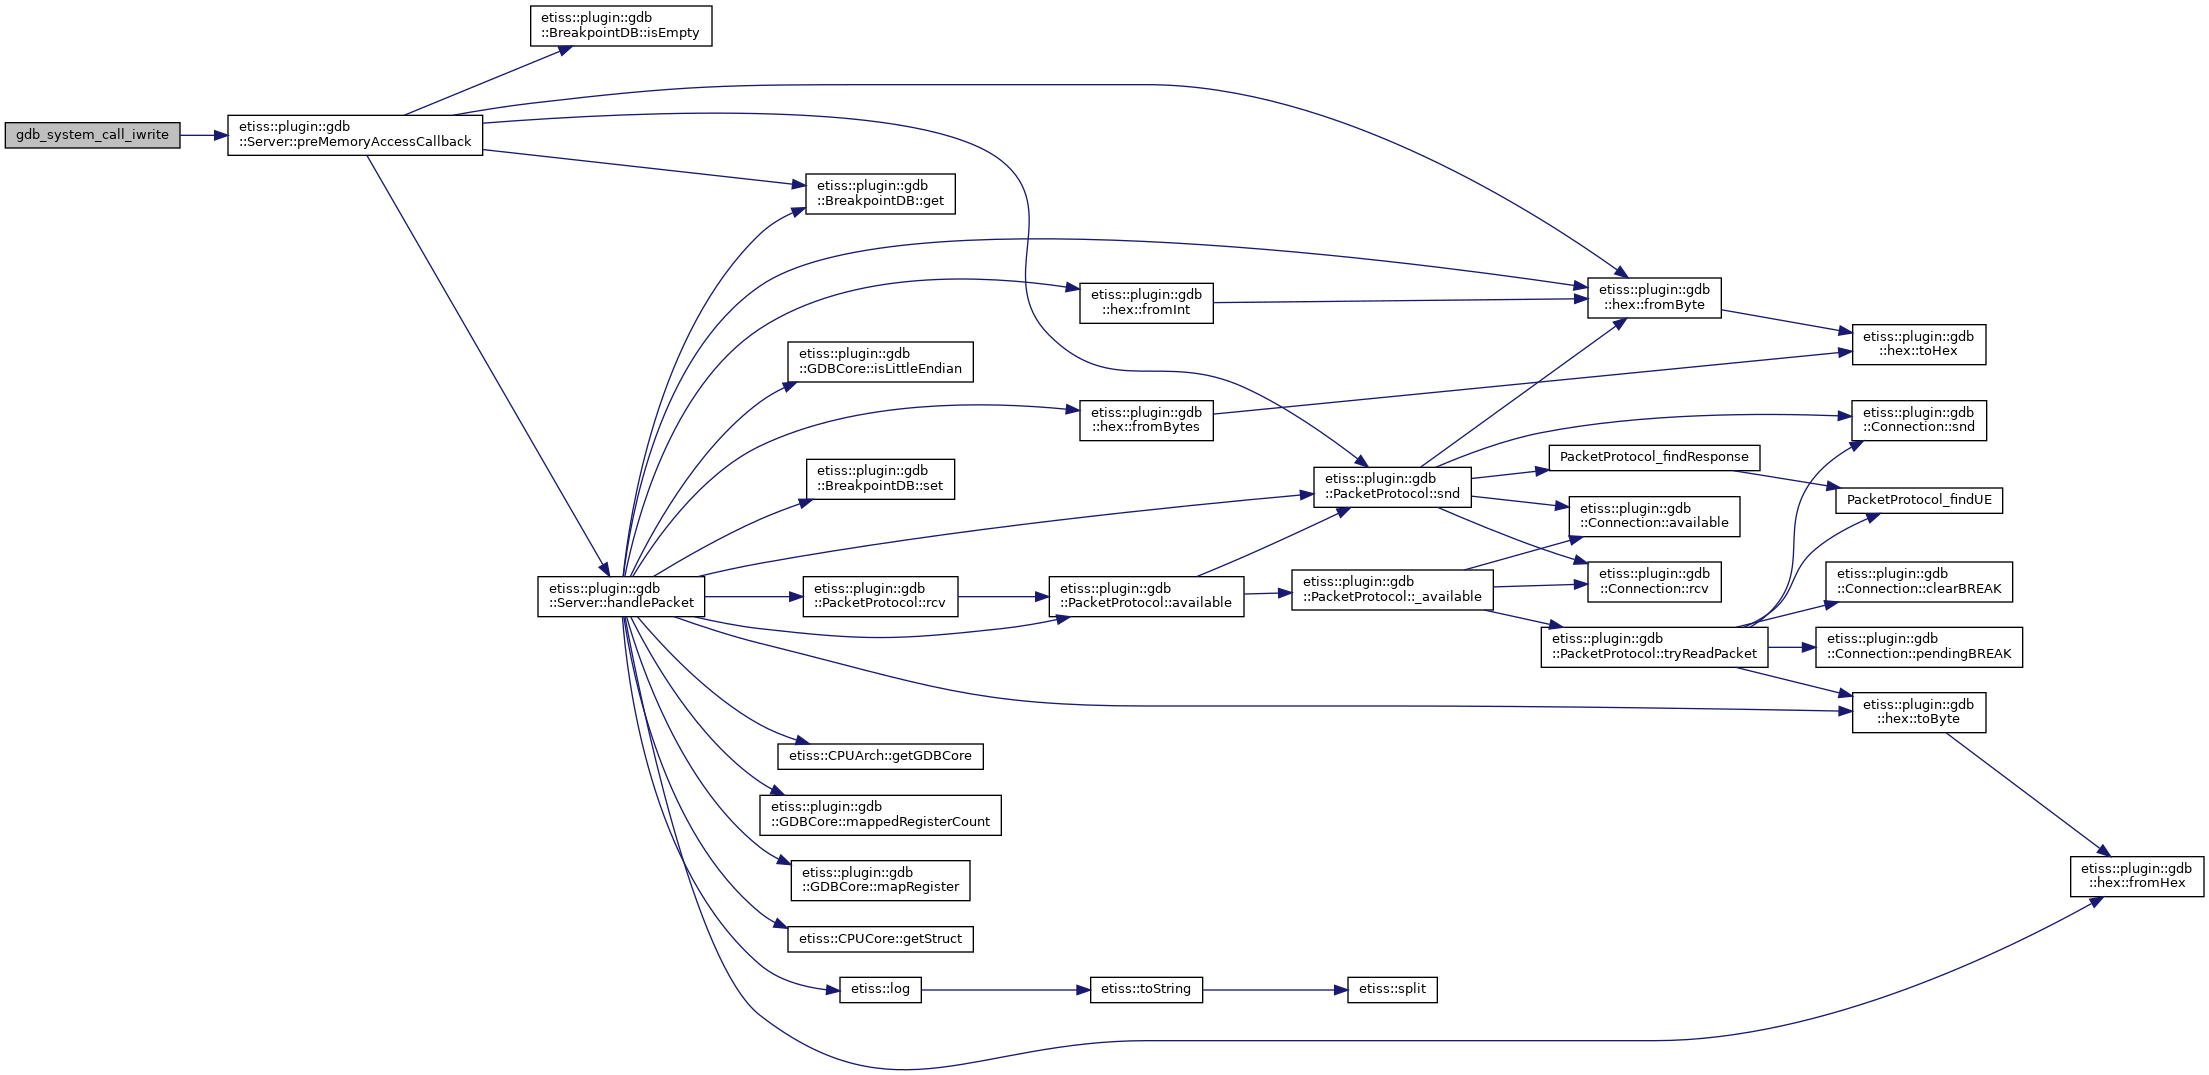 etiss::plugin::gdb
::BreakpointDB::isEmpty
gdb_system_call_iwrite
etiss::plugin::gdb
::Server::preMemoryAccessCallback
etiss::plugin::gdb
::BreakpointDB::get
etiss::plugin::gdb
::hex::fromInt
etiss::plugin::gdb
::hex::fromByte
etiss::plugin::gdb
::hex::toHex
etiss::plugin::gdb
::GDBCore::isLittleEndian
etiss::plugin::gdb
::hex::fromBytes
etiss::plugin::gdb
::Connection::snd
etiss::plugin::gdb
::BreakpointDB::set
etiss::plugin::gdb
::PacketProtocol::snd
PacketProtocol_findResponse
PacketProtocol_findUE
etiss::plugin::gdb
::Connection::available
etiss::plugin::gdb
::Server::handlePacket
etiss::plugin::gdb
::PacketProtocol::rcv
etiss::plugin::gdb
::PacketProtocol::available
etiss::plugin::gdb
::PacketProtocol::_available
etiss::plugin::gdb
::Connection::rcv
etiss::plugin::gdb
::Connection::clearBREAK
etiss::plugin::gdb
::PacketProtocol::tryReadPacket
etiss::plugin::gdb
::Connection::pendingBREAK
etiss::plugin::gdb
::hex::toByte
etiss::CPUArch::getGDBCore
etiss::plugin::gdb
::GDBCore::mappedRegisterCount
etiss::plugin::gdb
::GDBCore::mapRegister
etiss::plugin::gdb
::hex::fromHex
etiss::CPUCore::getStruct
etiss::log
etiss::toString
etiss::split